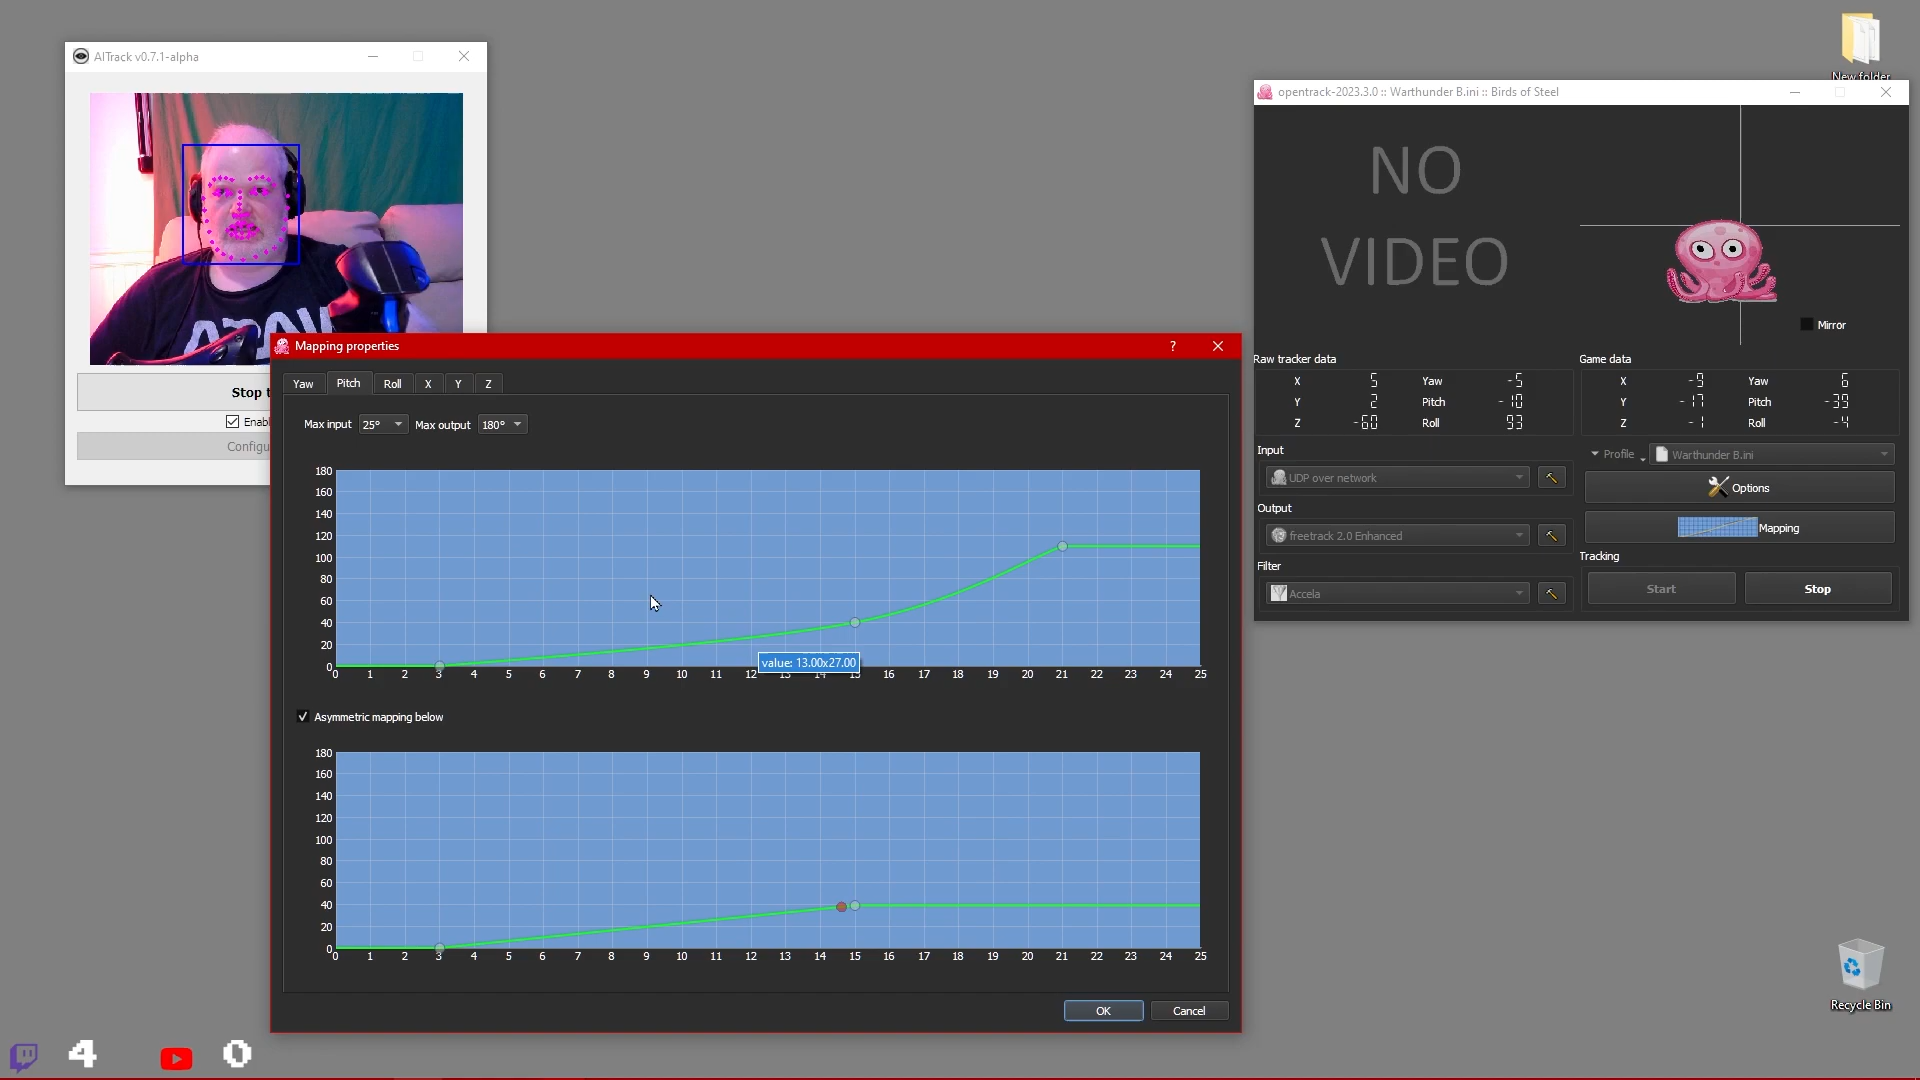 New folder
AITrack v0.7.1-alpha
opentrack-2023.3.0 :: Warthunder B.ini :: Birds of Steel
NO
VIDEO
Mirror
Stop t
Enabl
Configu
Mapping properties
?
Yaw Pitch Roll X Y Z
Max input 25° Max output 180°
180
160
140
120
100
80
60
40
20
0
0 1 2 3 4 5 6 7 8 9 10 11 12 13 14 15 16 17 18 19 20 21 22 23 24 25
value: 13.00x27.00
Asymmetric mapping below
180
160
140
120
100
80
60
40
20
0
0 1 2 3 4 5 6 7 8 9 10 11 12 13 14 15 16 17 18 19 20 21 22 23 24 25
OK Cancel
Raw tracker data
X 5 Yaw -5
Y 2 Pitch -10
Z -60 Roll 93
Game data
X -9 Yaw 6
Y -17 Pitch -39
Z -1 Roll -4
Input
UDP over network
Output
freetrack 2.0 Enhanced
Filter
Accela
Profile Warthunder B.ini
Options
Mapping
Tracking
Start Stop
Recycle Bin
4 0